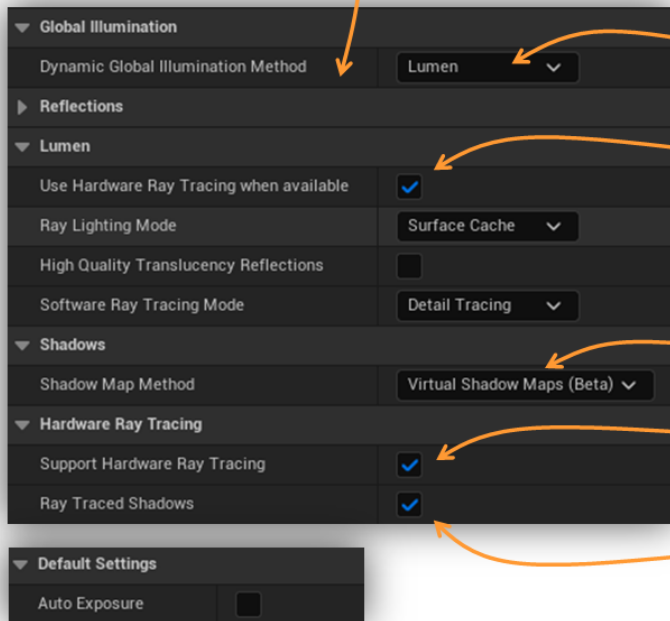 Global Illumination
Dynamic Global Illumination Method Lumen
Reflections
Lumen
Use Hardware Ray Tracing when available
Ray Lighting Mode Surface Cache
High Quality Translucency Reflections
Software Ray Tracing Mode Detail Tracing
Shadows
Shadow Map Method Virtual Shadow Maps (Beta)
Hardware Ray Tracing
Support Hardware Ray Tracing
Ray Traced Shadows
Default Settings
Auto Exposure